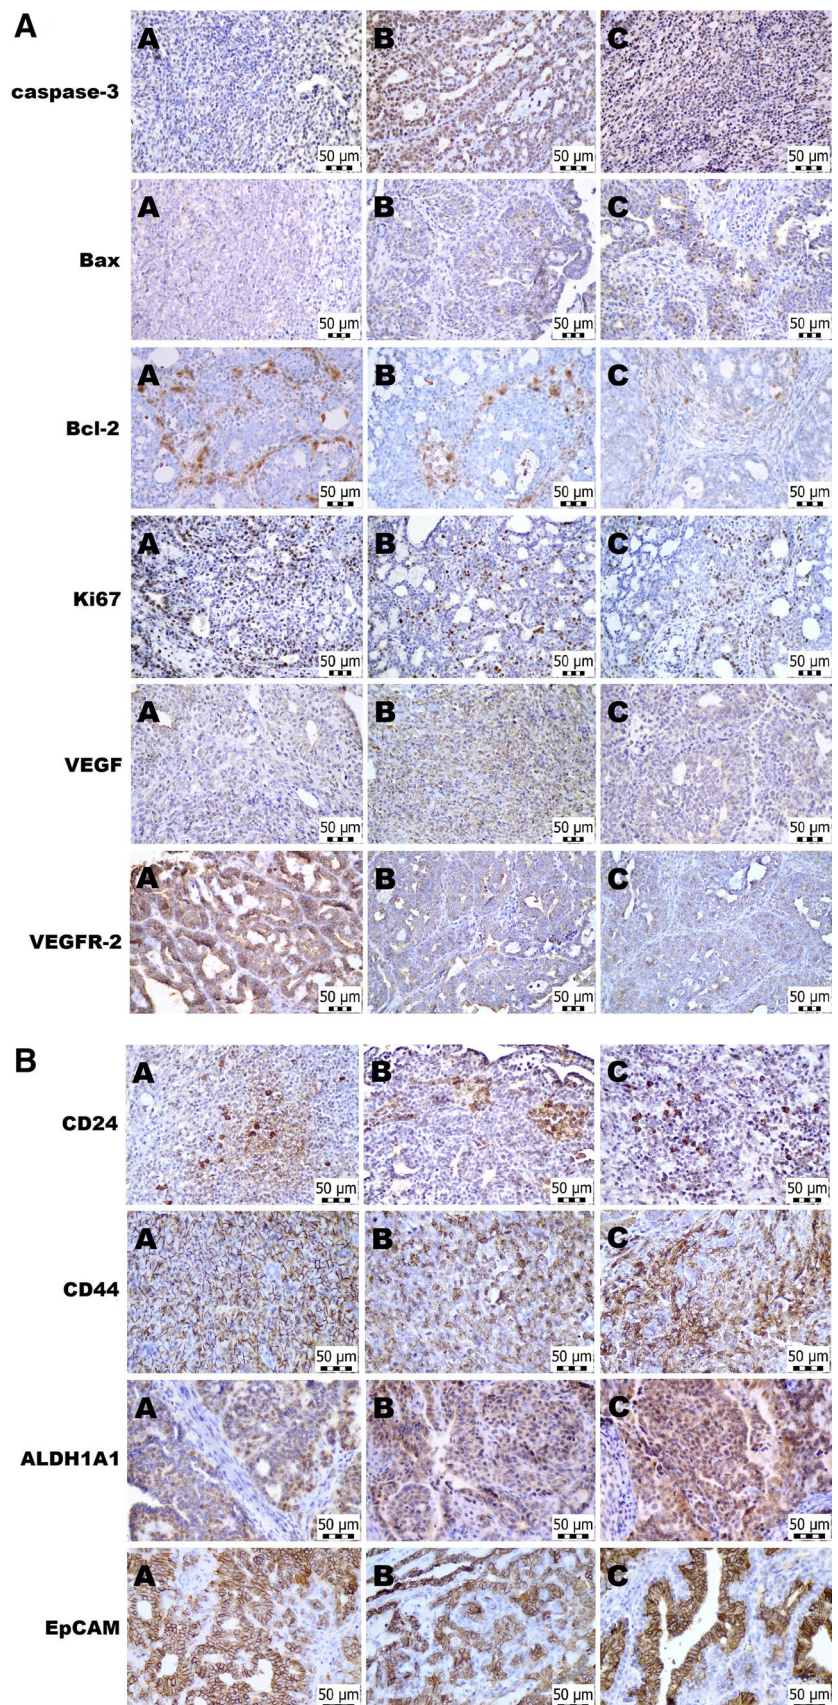 A
A B C
caspase-3
50 µm 50 µm 50 µm
A B C
Bax
50 µm 50 µm 50 µm
A B C
Bcl-2
50 µm 50 µm 50 µm
A B C
Ki67
50 µm 50 µm 50 µm
A B C
VEGF
50 µm 50 µm 50 µm
A B C
VEGFR-2
50 µm 50 µm 50 µm
B
A B C
CD24
50 µm 50 µm 50 µm
A B C
CD44
50 µm 50 µm 50 µm
A B C
ALDH1A1
50 µm 50 µm 50 µm
A B C
EpCAM
50 µm 50 µm 50 µm